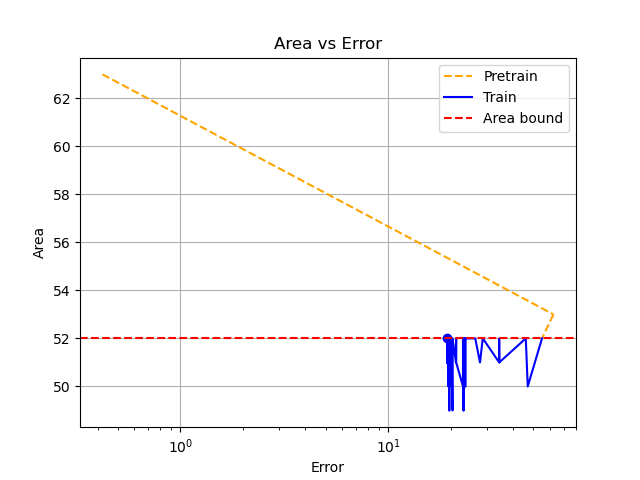 Area vs Error
Pretrain
Train
Area bound
62
60
58
56
54
52
50
Area
10⁰
10¹
Error